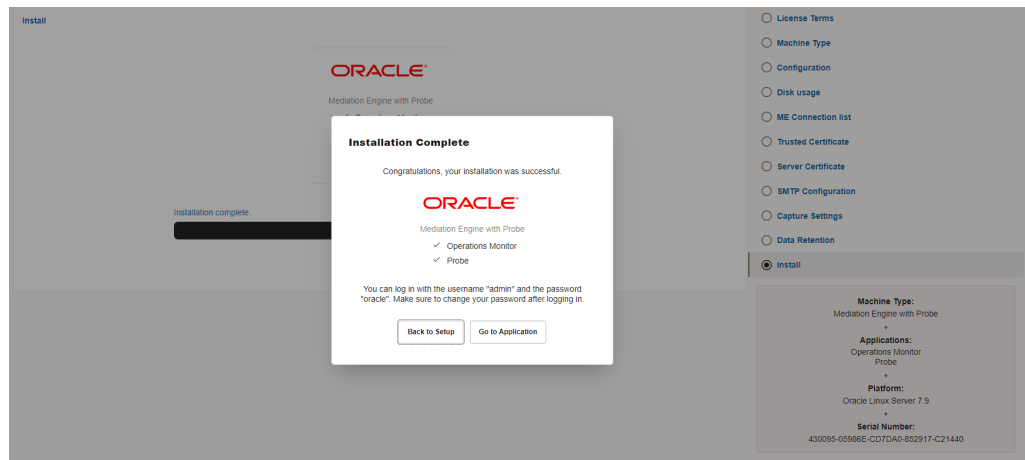 Install
ORACLE
Mediation Engine with Probe
Installation complete.
Installation Complete
Congratulations, your installation was successful.
ORACLE
Mediation Engine with Probe
✓ Operations Monitor
✓ Probe
You can log in with the username "admin" and the password
"oracle". Make sure to change your password after logging in.
Back to Setup
Go to Application
License Terms
Machine Type
Configuration
Disk usage
ME Connection list
Trusted Certificate
Server Certificate
SMTP Configuration
Capture Settings
Data Retention
Install
Machine Type:
Mediation Engine with Probe
+
Applications:
Operations Monitor
Probe
+
Platform:
Oracle Linux Server 7.9
+
Serial Number:
430095-05986E-CD7DA0-852917-C21440